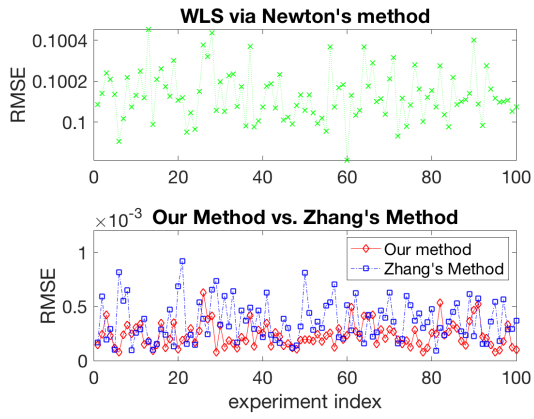 WLS via Newton's method
RMSE
0.1004
0.1002
0.1
0 20 40 60 80 100
×10⁻³
Our Method vs. Zhang's Method
RMSE
1
0.5
0
Our method
Zhang's Method
0 20 40 60 80 100
experiment index